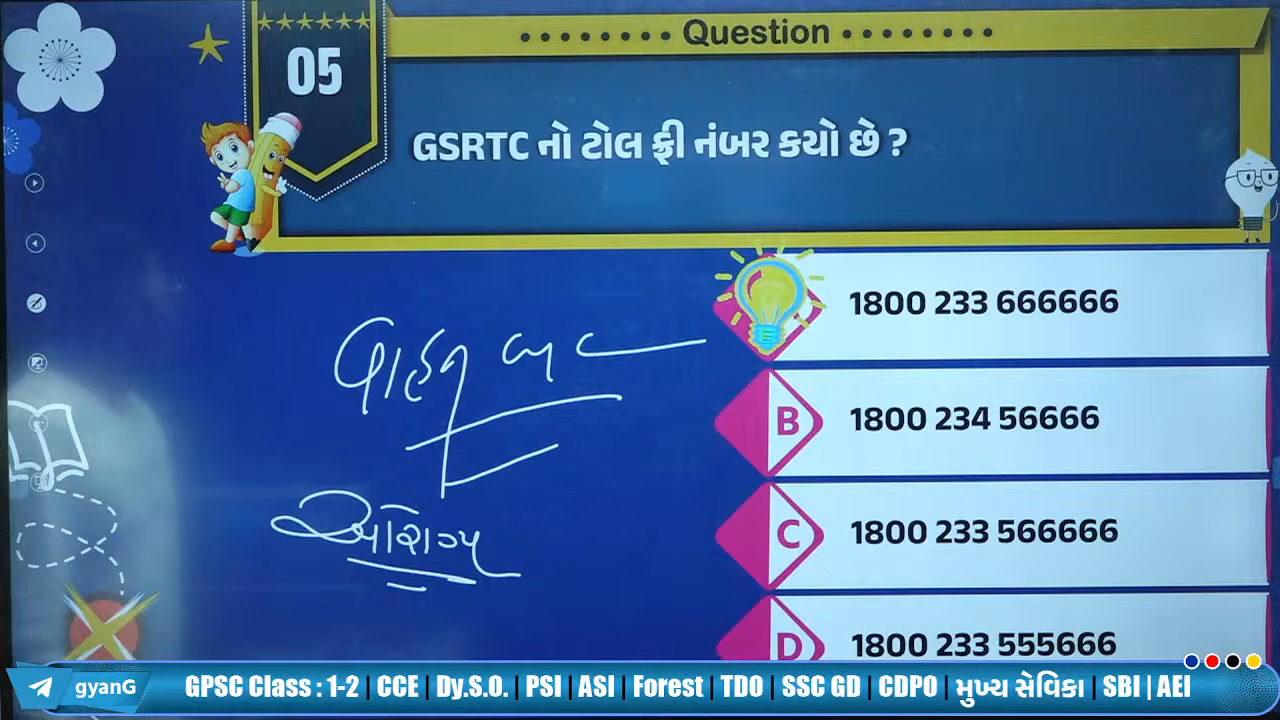 05
Question
GSRTC નો ટોલ ફ્રી નંબર કયો છે ?
1800 233 666666
B 1800 234 56666
C 1800 233 566666
D 1800 233 555666
વાહન
gyanG
GPSC Class : 1-2 | CCE | Dy.S.O. | PSI | ASI | Forest | TDO | SSC GD | CDPO | મુખ્ય સેવિકા | SBI | AEI